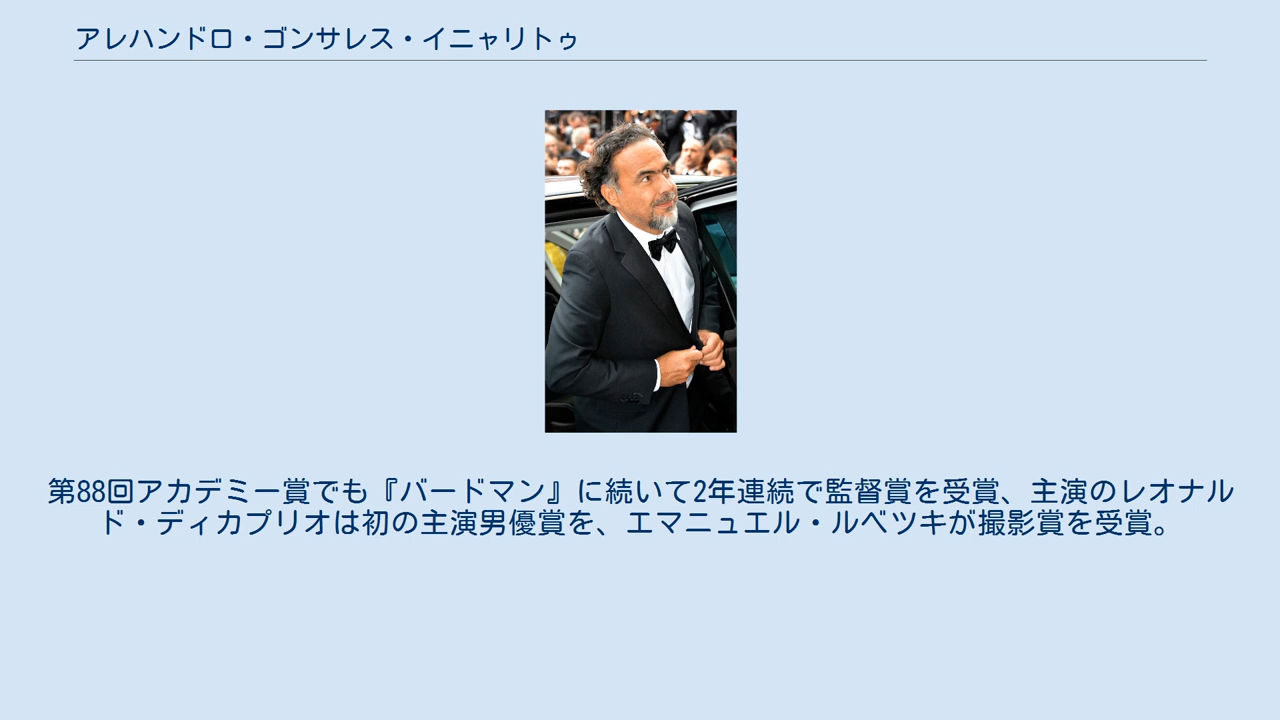 アレハンドロ・ゴンサレス・イニャリトゥ
第88回アカデミー賞でも『バードマン』に続いて2年連続で監督賞を受賞、主演のレオナル
ド・ディカプリオは初の主演男優賞を、エマニュエル・ルベツキが撮影賞を受賞。